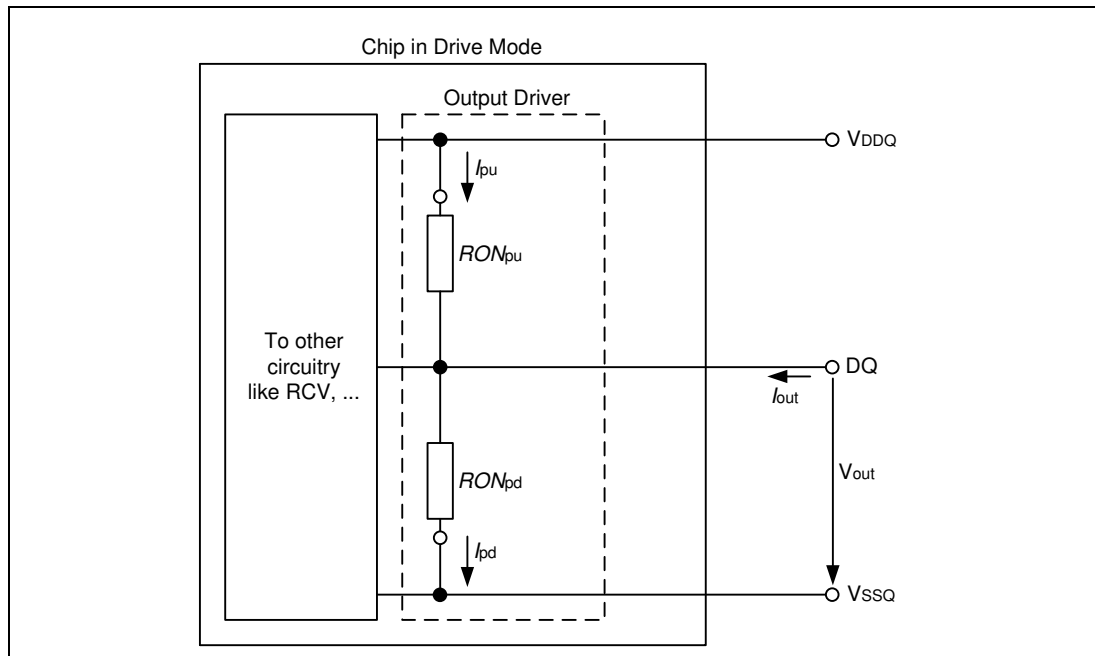 Chip in Drive Mode
Output Driver
VDDQ
Ipu
RONpu
To other
circuitry
like RCV, ...
DQ
Iout
RONpd
Vout
Ipd
VSSQ